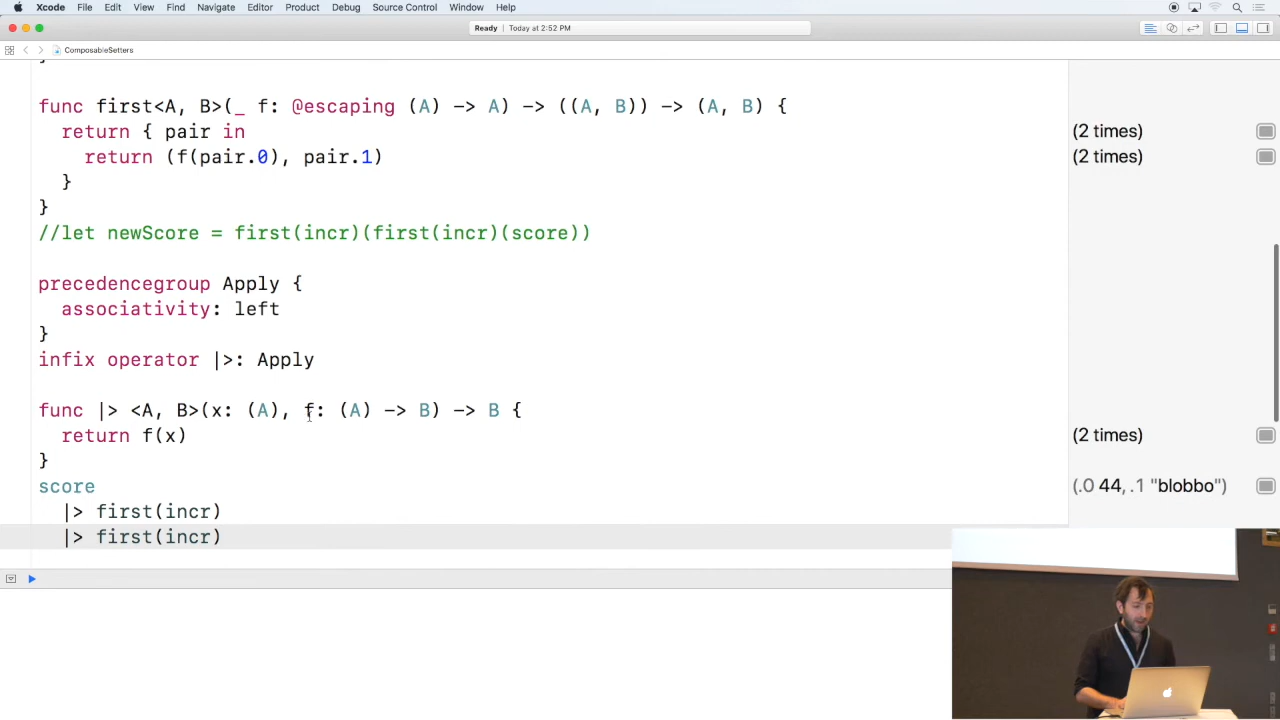 Xcode File Edit View Find Navigate Editor Product Debug Source Control Window Help
Ready Today at 2:52 PM
ComposableSetters
}
func first<A, B>(_ f: @escaping (A) -> A) -> ((A, B)) -> (A, B) {
return { pair in
(2 times)
return (f(pair.0), pair.1)
(2 times)
}
}
//let newScore = first(incr)(first(incr)(score))
precedencegroup Apply {
associativity: left
}
infix operator |>: Apply
func |> <A, B>(x: (A), f: (A) -> B) -> B {
return f(x)
(2 times)
}
score
(.0 44, .1 "blobbo")
|> first(incr)
|> first(incr)